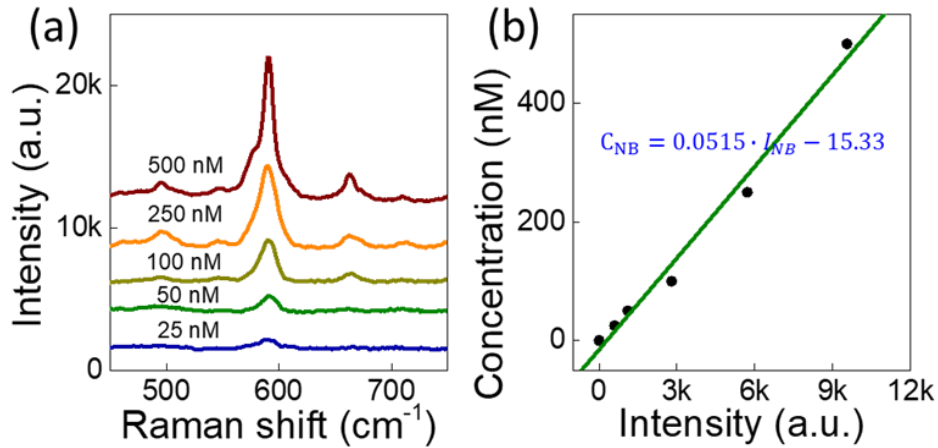 (a)
Intensity (a.u.)
20k
10k
0
500 nM
250 nM
100 nM
50 nM
25 nM
500
600
700
Raman shift (cm⁻¹)
(b)
Concentration (nM)
400
200
0
C_NB = 0.0515 · I_NB − 15.33
0
3k
6k
9k
12k
Intensity (a.u.)